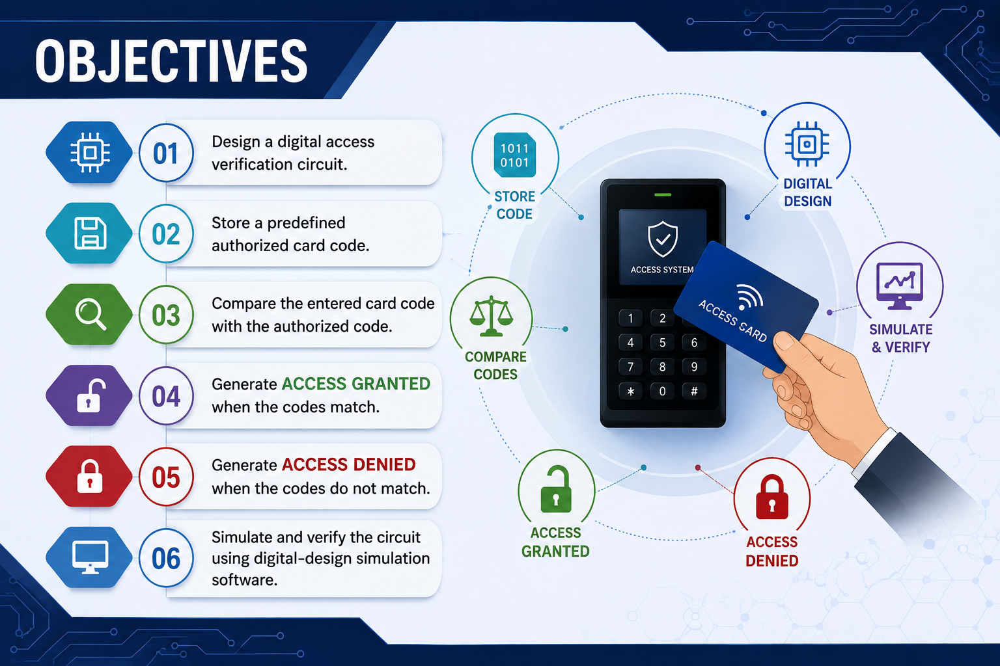 OBJECTIVES
01
Design a digital access
verification circuit.
02
Store a predefined
authorized card code.
03
Compare the entered card code
with the authorized code.
04
Generate ACCESS GRANTED
when the codes match.
05
Generate ACCESS DENIED
when the codes do not match.
06
Simulate and verify the circuit
using digital-design simulation
software.
1011
0101
STORE
CODE
DIGITAL
DESIGN
COMPARE
CODES
SIMULATE
& VERIFY
ACCESS
GRANTED
ACCESS
DENIED
ACCESS SYSTEM
1 2
4 5 6
7 8 9
* 0 #
ACCESS CARD